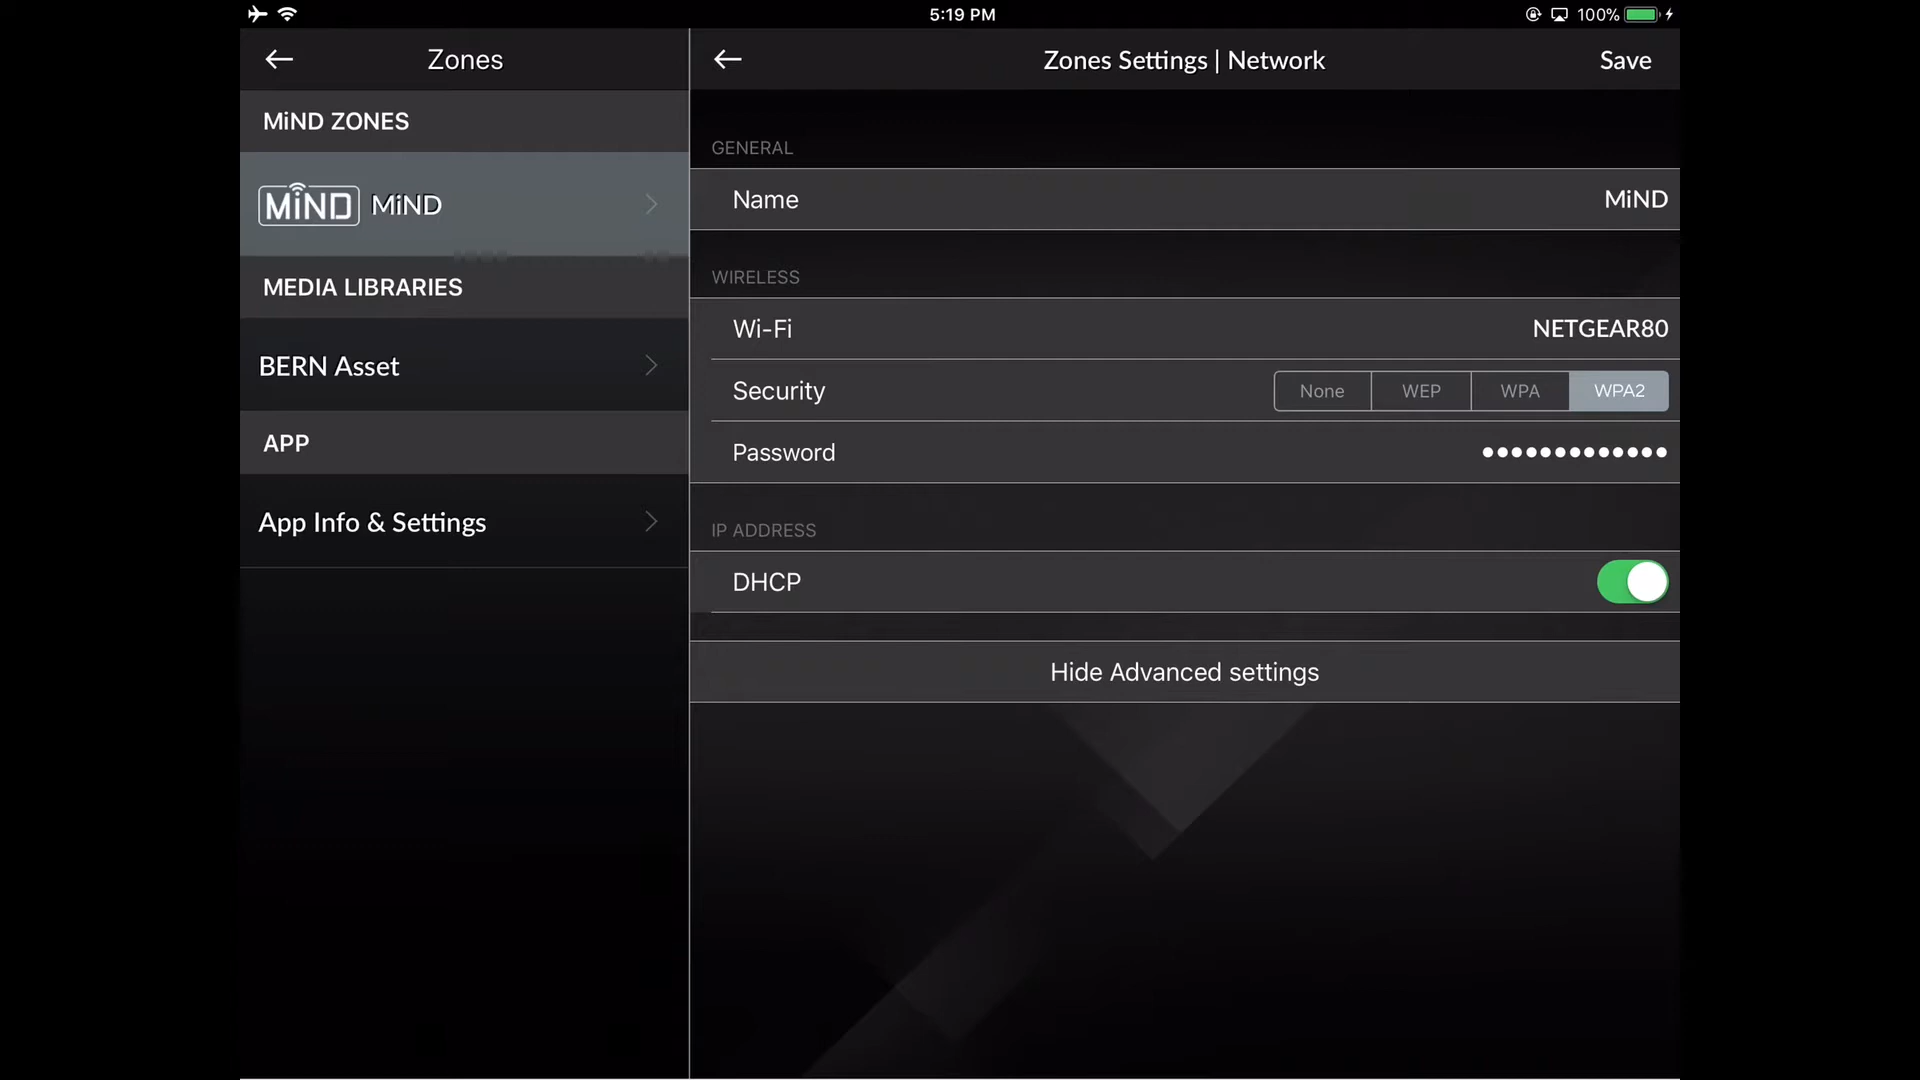 5:19 PM
100%
Zones
Zones Settings | Network
Save
MiND ZONES
MiND MiND
MEDIA LIBRARIES
BERN Asset
APP
App Info & Settings
GENERAL
Name MiND
WIRELESS
Wi-Fi NETGEAR80
Security None WEP WPA WPA2
Password •••••••••••••
IP ADDRESS
DHCP
Hide Advanced settings